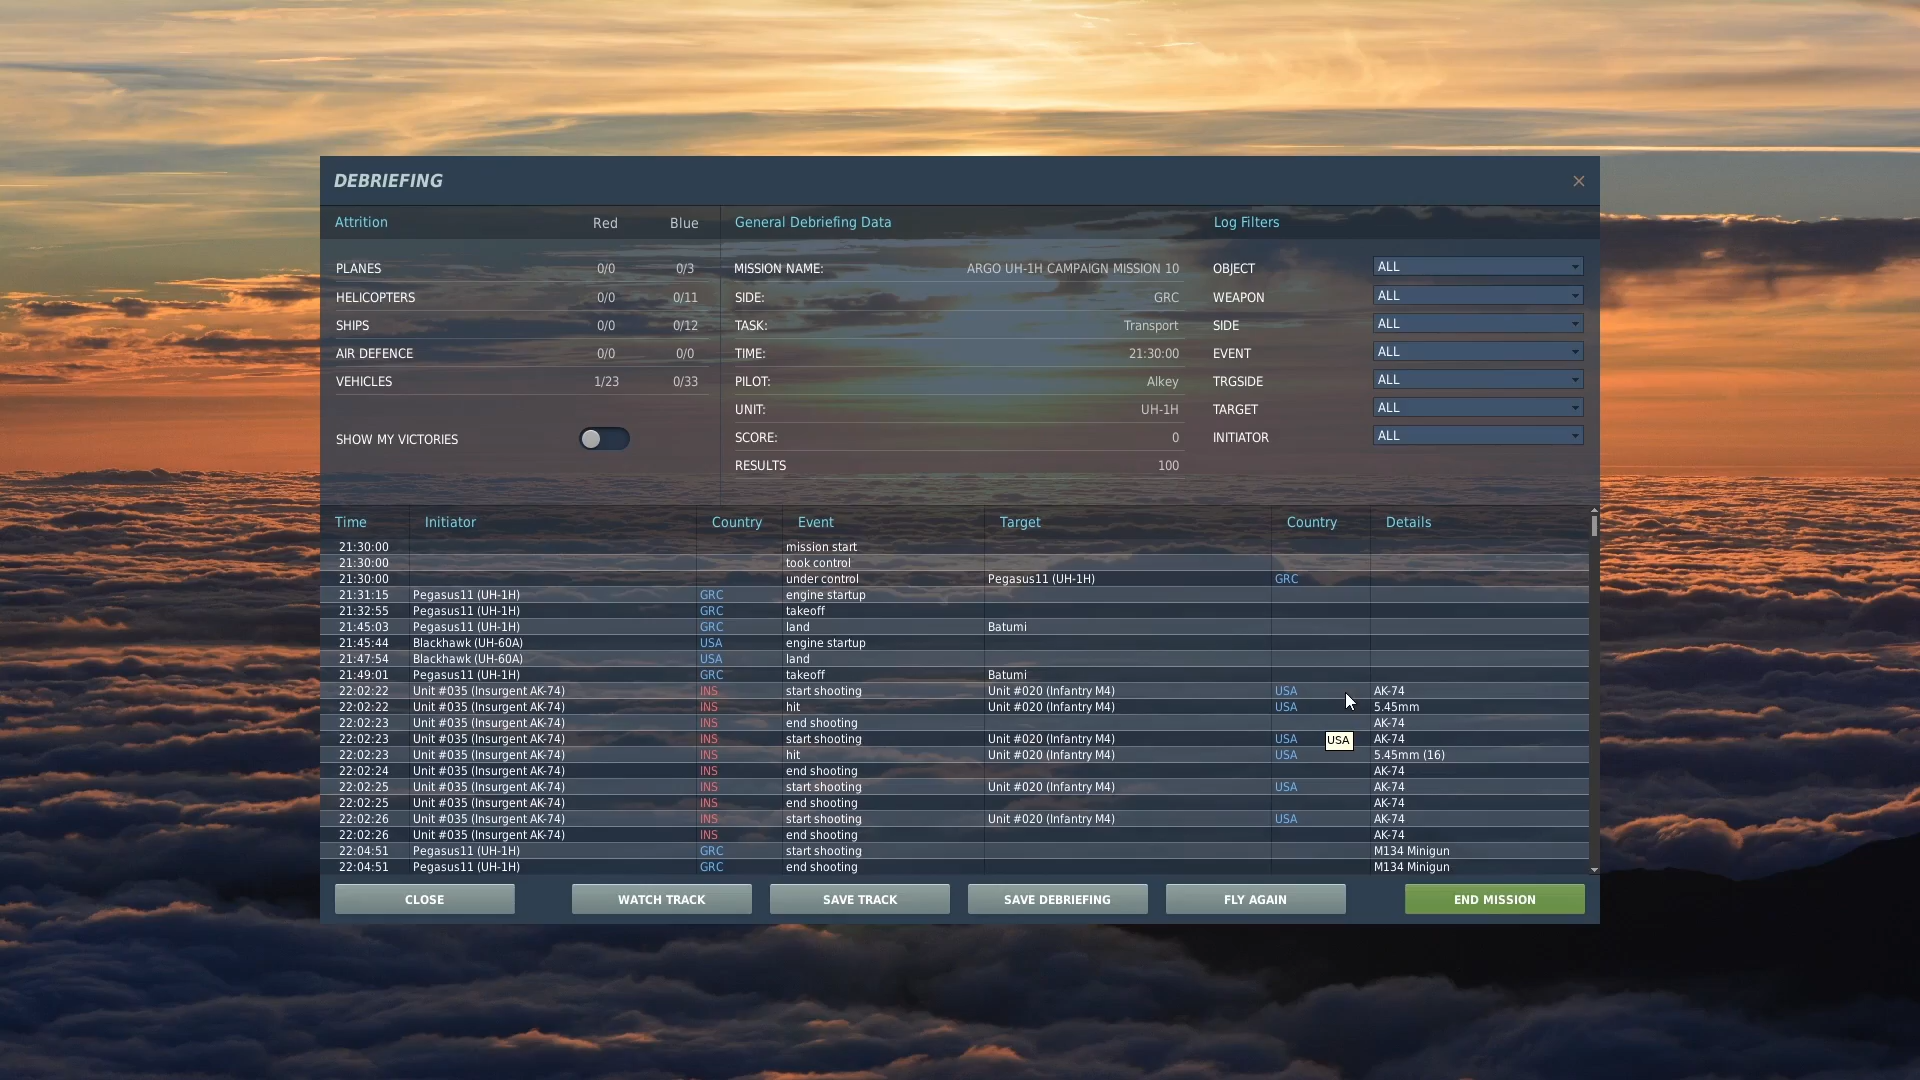 DEBRIEFING
Attrition Red Blue
PLANES 0/0 0/3
HELICOPTERS 0/0 0/11
SHIPS 0/0 0/12
AIR DEFENCE 0/0 0/0
VEHICLES 1/23 0/33
SHOW MY VICTORIES
General Debriefing Data
MISSION NAME: ARGO UH-1H CAMPAIGN MISSION 10
SIDE: GRC
TASK: Transport
TIME: 21:30:00
PILOT: Alkey
UNIT: UH-1H
SCORE: 0
RESULTS 100
Log Filters
OBJECT ALL
WEAPON ALL
SIDE ALL
EVENT ALL
TRGSIDE ALL
TARGET ALL
INITIATOR ALL
Time Initiator Country Event Target Country Details
21:30:00 mission start
21:30:00 took control
21:30:00 under control Pegasus11 (UH-1H) GRC
21:31:15 Pegasus11 (UH-1H) GRC engine startup
21:32:55 Pegasus11 (UH-1H) GRC takeoff
21:45:03 Pegasus11 (UH-1H) GRC land Batumi
21:45:44 Blackhawk (UH-60A) USA engine startup
21:47:54 Blackhawk (UH-60A) USA land
21:49:01 Pegasus11 (UH-1H) GRC takeoff Batumi
22:02:22 Unit #035 (Insurgent AK-74) INS start shooting Unit #020 (Infantry M4) USA AK-74
22:02:22 Unit #035 (Insurgent AK-74) INS hit Unit #020 (Infantry M4) USA 5.45mm
22:02:23 Unit #035 (Insurgent AK-74) INS end shooting AK-74
22:02:23 Unit #035 (Insurgent AK-74) INS start shooting Unit #020 (Infantry M4) USA USA AK-74
22:02:23 Unit #035 (Insurgent AK-74) INS hit Unit #020 (Infantry M4) USA 5.45mm (16)
22:02:24 Unit #035 (Insurgent AK-74) INS end shooting AK-74
22:02:25 Unit #035 (Insurgent AK-74) INS start shooting Unit #020 (Infantry M4) USA AK-74
22:02:25 Unit #035 (Insurgent AK-74) INS end shooting AK-74
22:02:26 Unit #035 (Insurgent AK-74) INS start shooting Unit #020 (Infantry M4) USA AK-74
22:02:26 Unit #035 (Insurgent AK-74) INS end shooting AK-74
22:04:51 Pegasus11 (UH-1H) GRC start shooting M134 Minigun
22:04:51 Pegasus11 (UH-1H) GRC end shooting M134 Minigun
CLOSE WATCH TRACK SAVE TRACK SAVE DEBRIEFING FLY AGAIN END MISSION